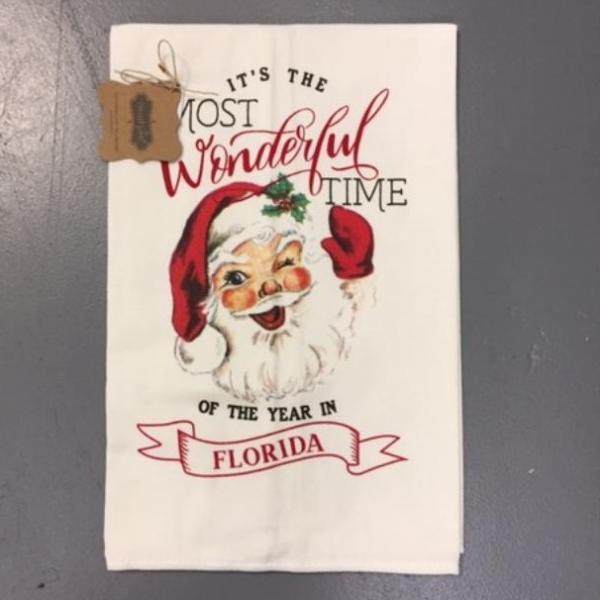 IT'S THE
MOST
Wonderful
TIME
OF THE YEAR IN
FLORIDA